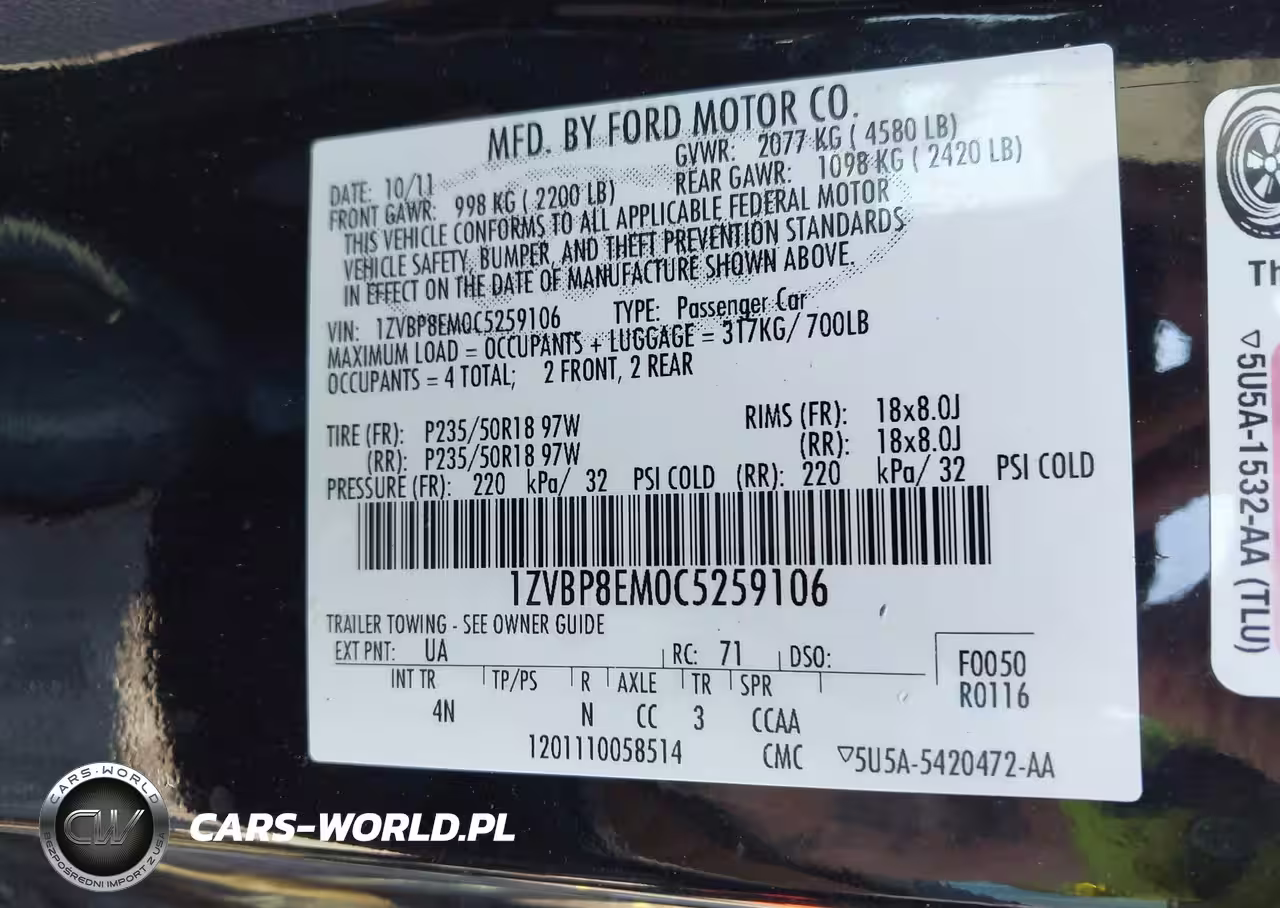 MFD. BY FORD MOTOR CO.
DATE: 10/11 GVWR: 2077 KG ( 4580 LB)
FRONT GAWR: 998 KG ( 2200 LB) REAR GAWR: 1098 KG ( 2420 LB)
THIS VEHICLE CONFORMS TO ALL APPLICABLE FEDERAL MOTOR
VEHICLE SAFETY, BUMPER, AND THEFT PREVENTION STANDARDS
IN EFFECT ON THE DATE OF MANUFACTURE SHOWN ABOVE.
VIN: 1ZVBP8EM0C5259106 TYPE: Passenger Car
MAXIMUM LOAD = OCCUPANTS + LUGGAGE = 317KG/ 700LB
OCCUPANTS = 4 TOTAL; 2 FRONT, 2 REAR
TIRE (FR): P235/50R18 97W RIMS (FR): 18x8.0J
(RR): P235/50R18 97W (RR): 18x8.0J
PRESSURE (FR): 220 kPa/ 32 PSI COLD (RR): 220 kPa/ 32 PSI COLD
1ZVBP8EM0C5259106
TRAILER TOWING - SEE OWNER GUIDE
EXT PNT: UA RC: 71 DSO: F0050
INT TR TP/PS R AXLE TR SPR R0116
4N N CC 3 CCAA
1201110058514 CMC ▽5U5A-5420472-AA
Th
▽5U5A-1532-AA (TLU)
CARS-WORLD
CW
BEZPOŚREDNI IMPORT Z USA
CARS-WORLD.PL